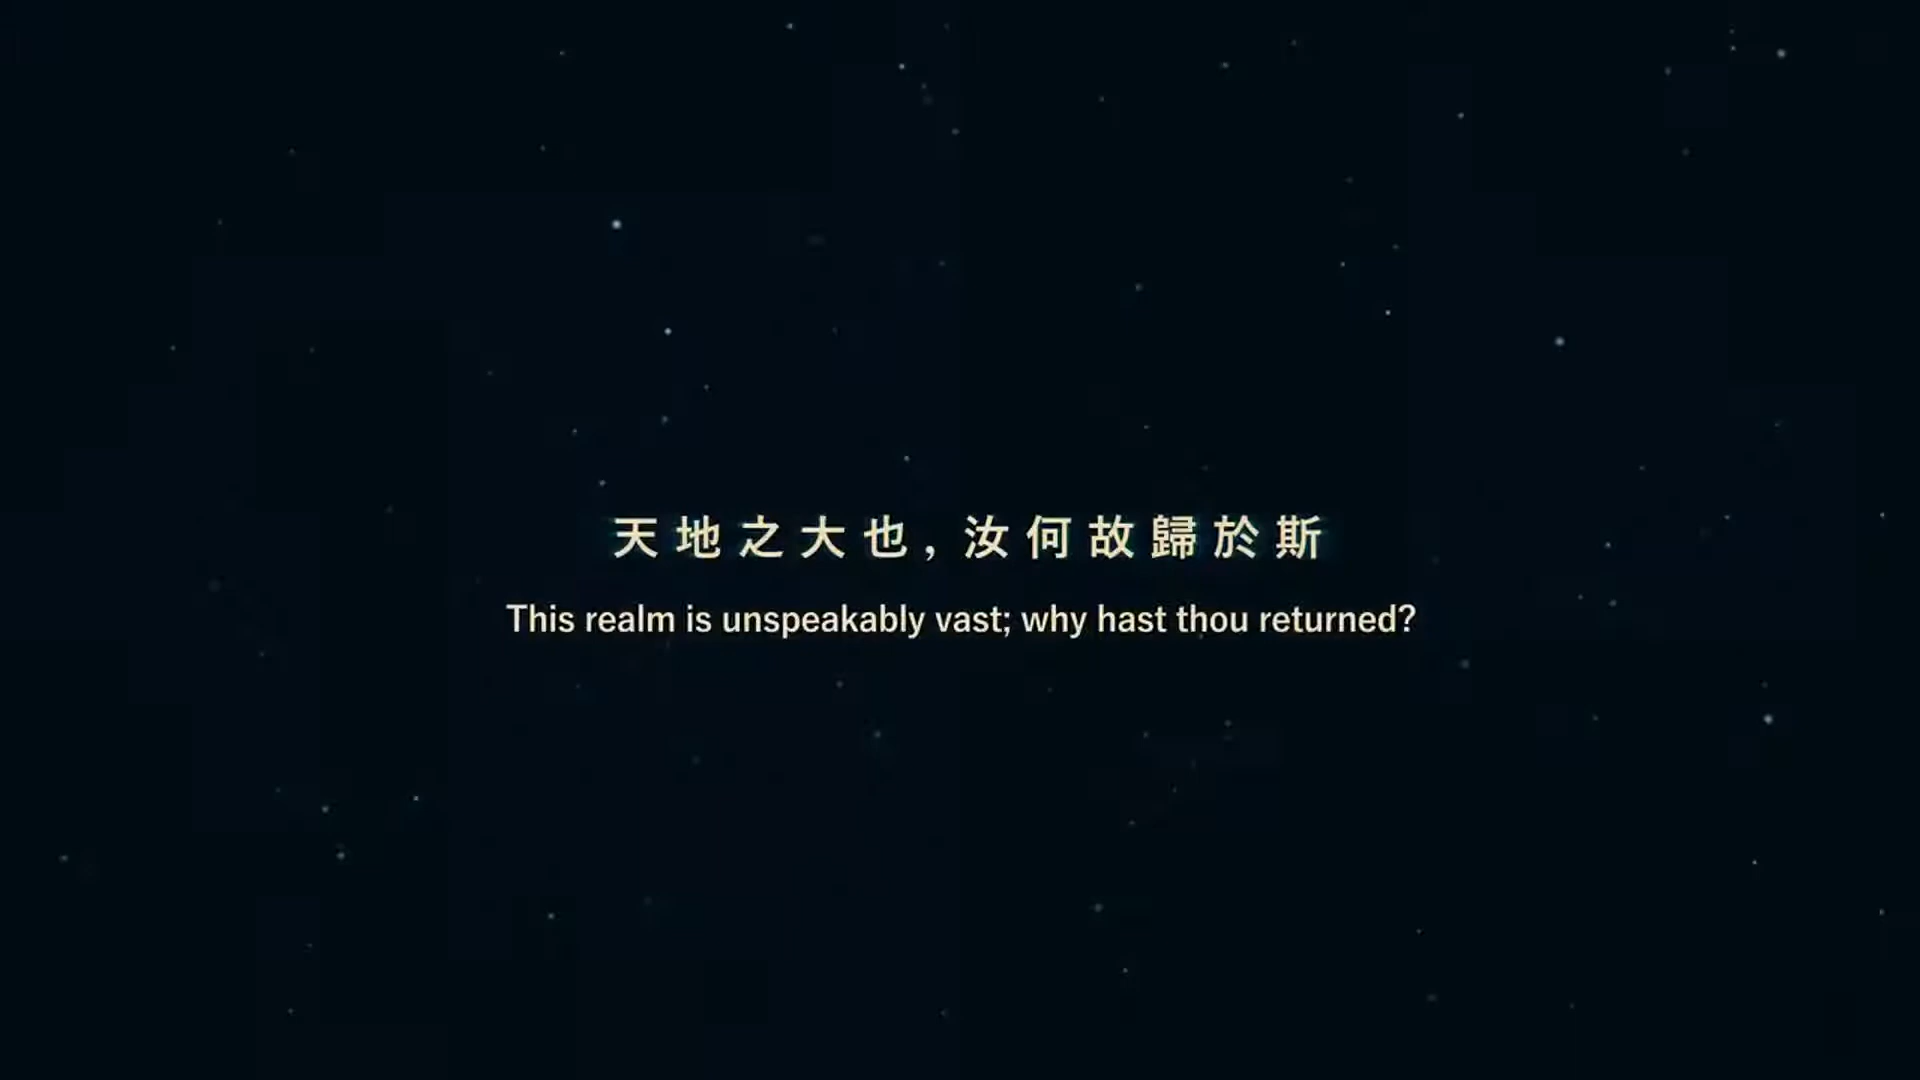 天地之大也，汝何故歸於斯
This realm is unspeakably vast; why hast thou returned?